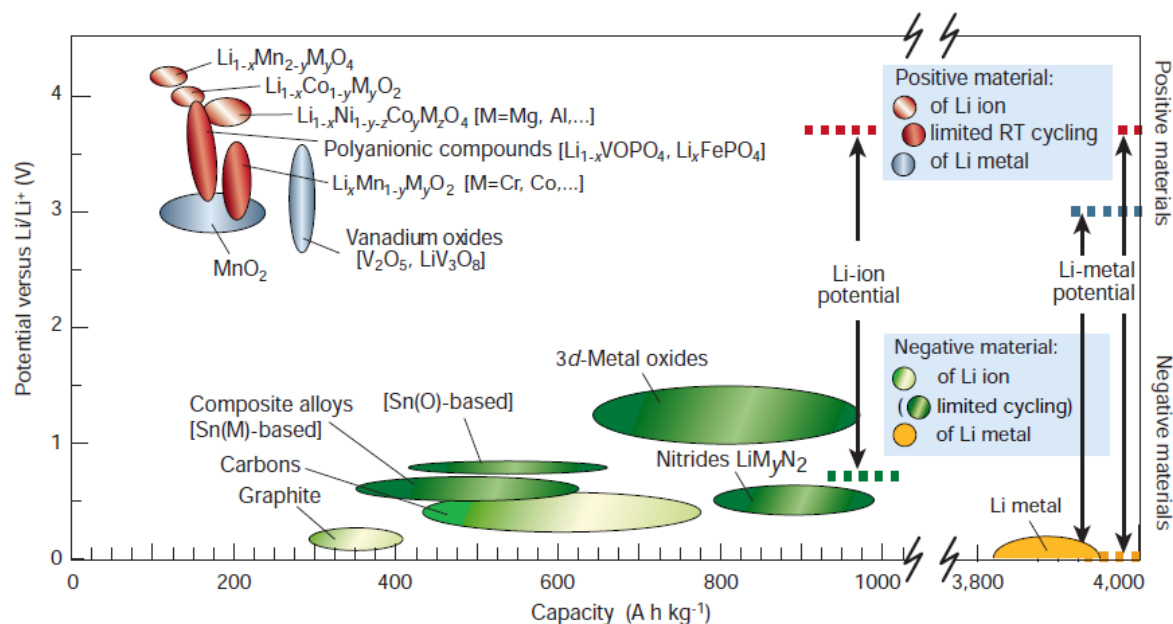 Li1-xMn2-yMyO4
Li1-xCo1-yMyO2
Li1-xNi1-y-zCoyMzO4 [M=Mg, Al,...]
Polyanionic compounds [Li1-xVOPO4, LixFePO4]
LixMn1-yMyO2 [M=Cr, Co,...]
MnO2
Vanadium oxides
[V2O5, LiV3O8]
Positive material:
of Li ion
limited RT cycling
of Li metal
Li-ion
potential
Li-metal
potential
3d-Metal oxides
[Sn(O)-based]
Composite alloys
[Sn(M)-based]
Carbons
Graphite
Nitrides LiMyN2
Negative material:
of Li ion
( limited cycling)
of Li metal
Li metal
Potential versus Li/Li+ (V)
4
3
2
1
0
Positive materials
Negative materials
0 200 400 600 800 1000 3,800 4,000
Capacity (A h kg-1)